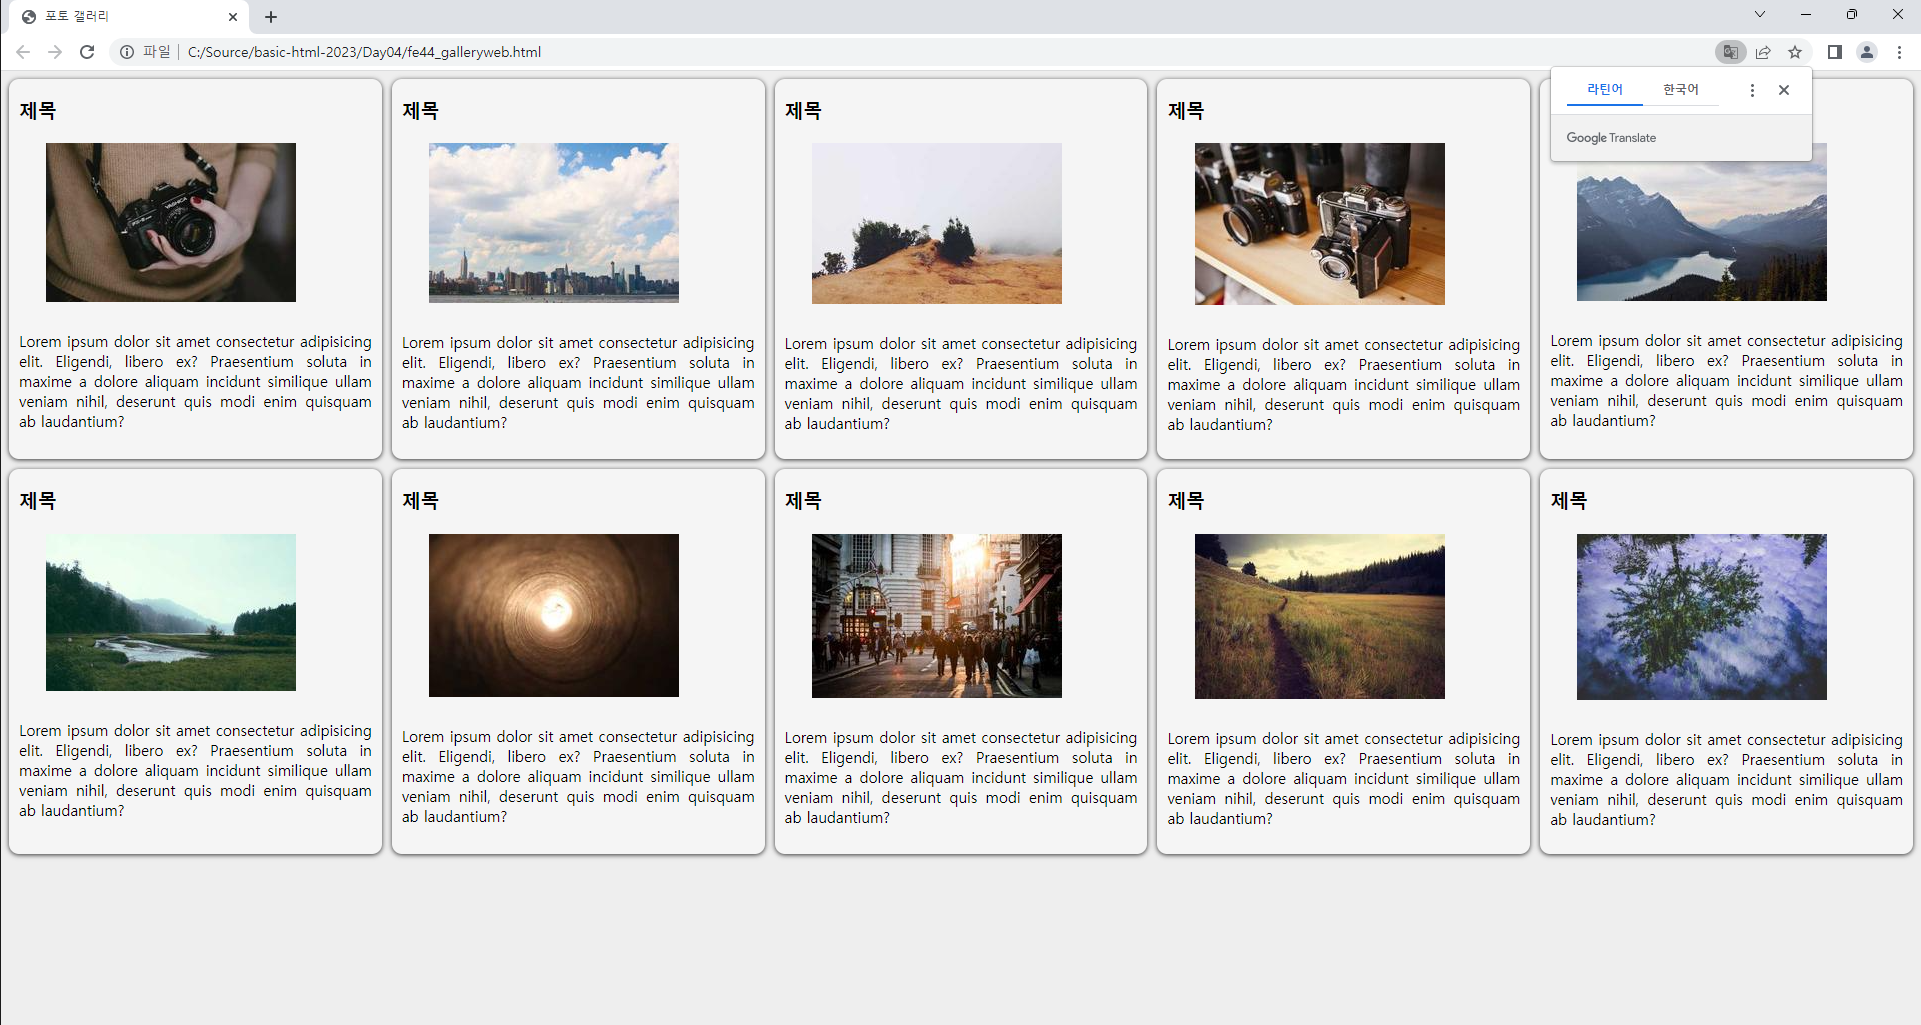 포토 갤러리
파일
C:/Source/basic-html-2023/Day04/fe44_galleryweb.html
라틴어 한국어
Google Translate
제목
YASHICA
Lorem ipsum dolor sit amet consectetur adipisicing
elit. Eligendi, libero ex? Praesentium soluta in
maxime a dolore aliquam incidunt similique ullam
veniam nihil, deserunt quis modi enim quisquam
ab laudantium?
제목
Lorem ipsum dolor sit amet consectetur adipisicing
elit. Eligendi, libero ex? Praesentium soluta in
maxime a dolore aliquam incidunt similique ullam
veniam nihil, deserunt quis modi enim quisquam
ab laudantium?
제목
Lorem ipsum dolor sit amet consectetur adipisicing
elit. Eligendi, libero ex? Praesentium soluta in
maxime a dolore aliquam incidunt similique ullam
veniam nihil, deserunt quis modi enim quisquam
ab laudantium?
제목
Lorem ipsum dolor sit amet consectetur adipisicing
elit. Eligendi, libero ex? Praesentium soluta in
maxime a dolore aliquam incidunt similique ullam
veniam nihil, deserunt quis modi enim quisquam
ab laudantium?
Lorem ipsum dolor sit amet consectetur adipisicing
elit. Eligendi, libero ex? Praesentium soluta in
maxime a dolore aliquam incidunt similique ullam
veniam nihil, deserunt quis modi enim quisquam
ab laudantium?
제목
Lorem ipsum dolor sit amet consectetur adipisicing
elit. Eligendi, libero ex? Praesentium soluta in
maxime a dolore aliquam incidunt similique ullam
veniam nihil, deserunt quis modi enim quisquam
ab laudantium?
제목
Lorem ipsum dolor sit amet consectetur adipisicing
elit. Eligendi, libero ex? Praesentium soluta in
maxime a dolore aliquam incidunt similique ullam
veniam nihil, deserunt quis modi enim quisquam
ab laudantium?
제목
Lorem ipsum dolor sit amet consectetur adipisicing
elit. Eligendi, libero ex? Praesentium soluta in
maxime a dolore aliquam incidunt similique ullam
veniam nihil, deserunt quis modi enim quisquam
ab laudantium?
제목
Lorem ipsum dolor sit amet consectetur adipisicing
elit. Eligendi, libero ex? Praesentium soluta in
maxime a dolore aliquam incidunt similique ullam
veniam nihil, deserunt quis modi enim quisquam
ab laudantium?
제목
Lorem ipsum dolor sit amet consectetur adipisicing
elit. Eligendi, libero ex? Praesentium soluta in
maxime a dolore aliquam incidunt similique ullam
veniam nihil, deserunt quis modi enim quisquam
ab laudantium?